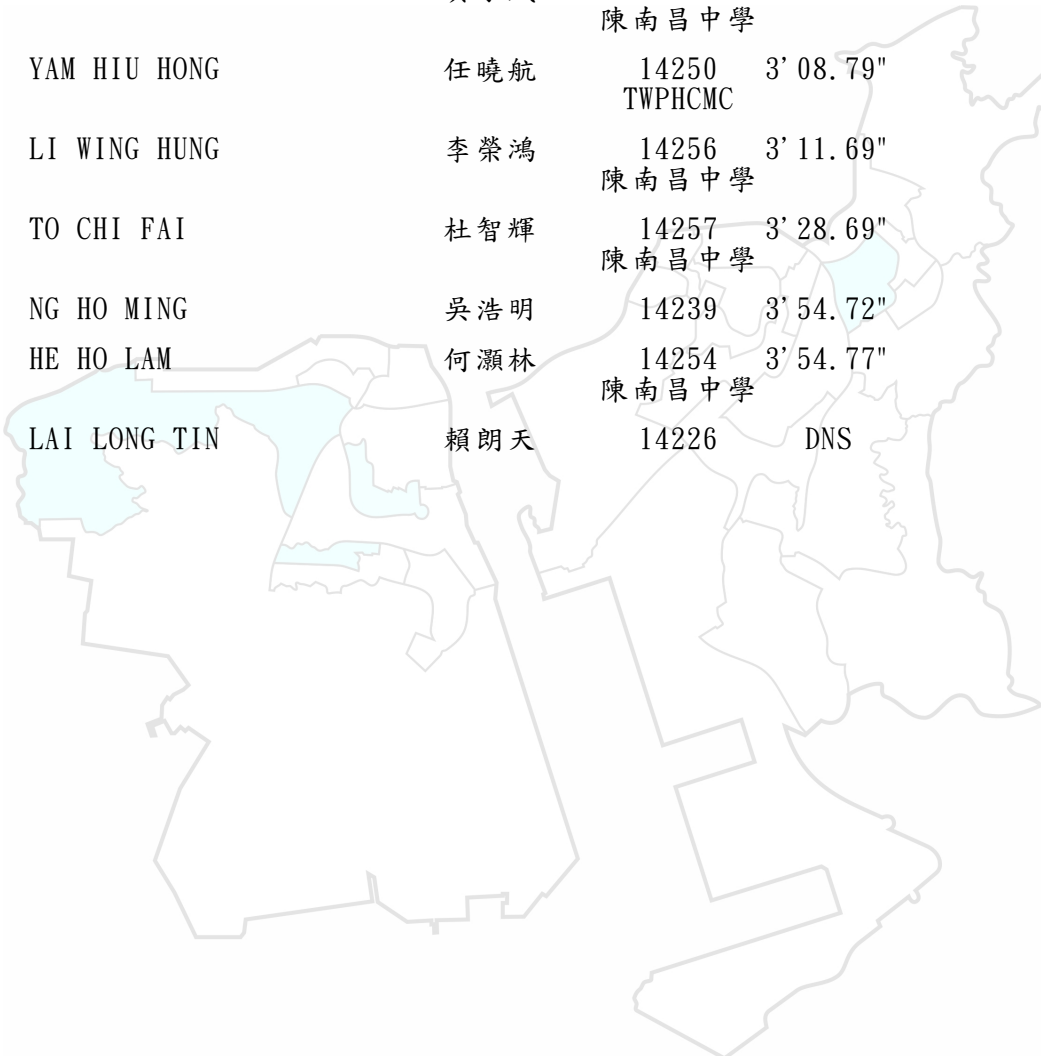 陳南昌中學
YAM HIU HONG 任曉航 14250 3'08.79"
TWPHCMC
LI WING HUNG 李榮鴻 14256 3'11.69"
陳南昌中學
TO CHI FAI 杜智輝 14257 3'28.69"
陳南昌中學
NG HO MING 吳浩明 14239 3'54.72"
HE HO LAM 何灝林 14254 3'54.77"
陳南昌中學
LAI LONG TIN 賴朗天 14226 DNS